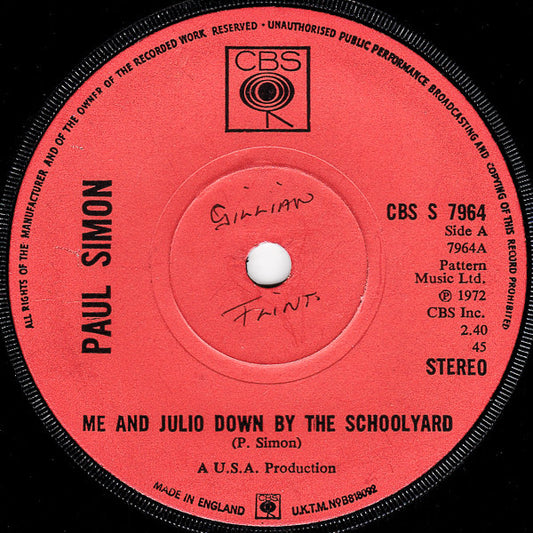 ALL RIGHTS OF THE MANUFACTURER AND OF THE OWNER OF THE RECORDED WORK RESERVED · UNAUTHORISED PUBLIC PERFORMANCE BROADCASTING AND COPYING OF THIS RECORD PROHIBITED
CBS
PAUL SIMON
GILLIAN
FLINT
CBS S 7964
Side A
7964A
Pattern
Music Ltd.
℗ 1972
CBS Inc.
2.40
45
STEREO
ME AND JULIO DOWN BY THE SCHOOLYARD
(P. Simon)
A U.S.A. Production
MADE IN ENGLAND
CBS
U.K.T.M. Nº B818092